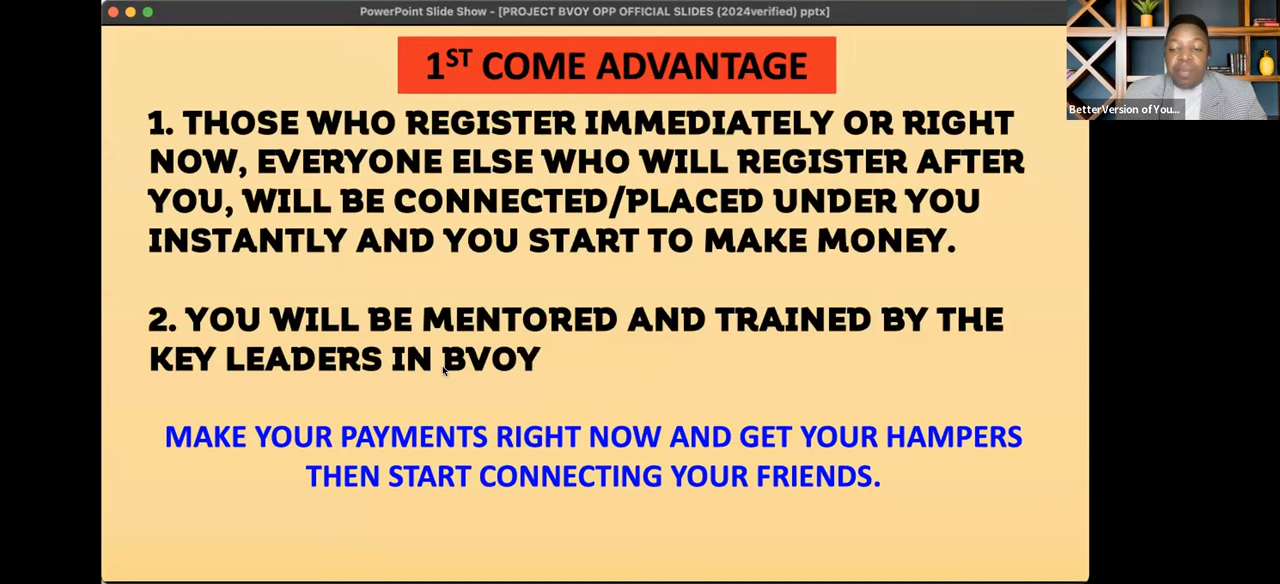 PowerPoint Slide Show - [PROJECT BVOY OPP OFFICIAL SLIDES (2024verified) pptx]
1ST COME ADVANTAGE
1. THOSE WHO REGISTER IMMEDIATELY OR RIGHT
NOW, EVERYONE ELSE WHO WILL REGISTER AFTER
YOU, WILL BE CONNECTED/PLACED UNDER YOU
INSTANTLY AND YOU START TO MAKE MONEY.
2. YOU WILL BE MENTORED AND TRAINED BY THE
KEY LEADERS IN BVOY
MAKE YOUR PAYMENTS RIGHT NOW AND GET YOUR HAMPERS
THEN START CONNECTING YOUR FRIENDS.
BetterVersion of You...